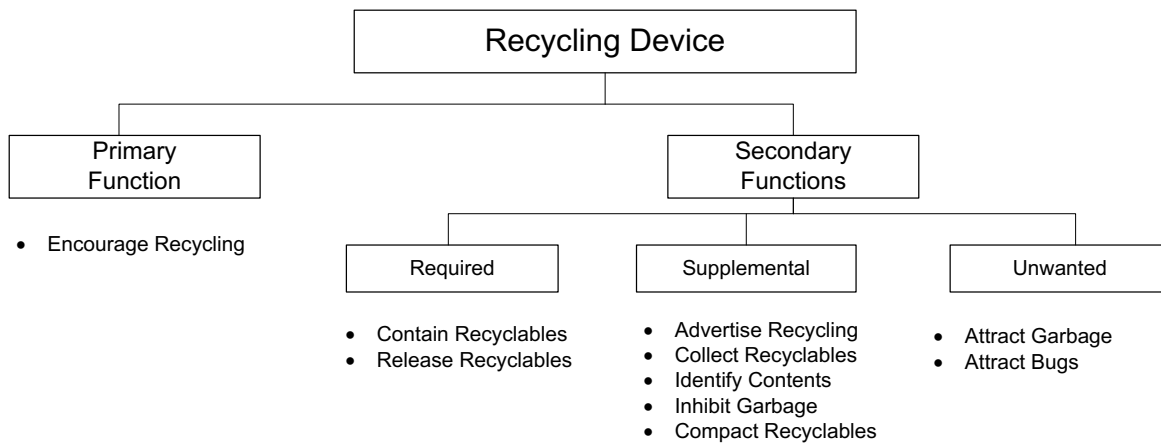 Recycling Device
Primary
Function
Secondary
Functions
• Encourage Recycling
Required
Supplemental
Unwanted
• Contain Recyclables
• Release Recyclables
• Advertise Recycling
• Collect Recyclables
• Identify Contents
• Inhibit Garbage
• Compact Recyclables
• Attract Garbage
• Attract Bugs